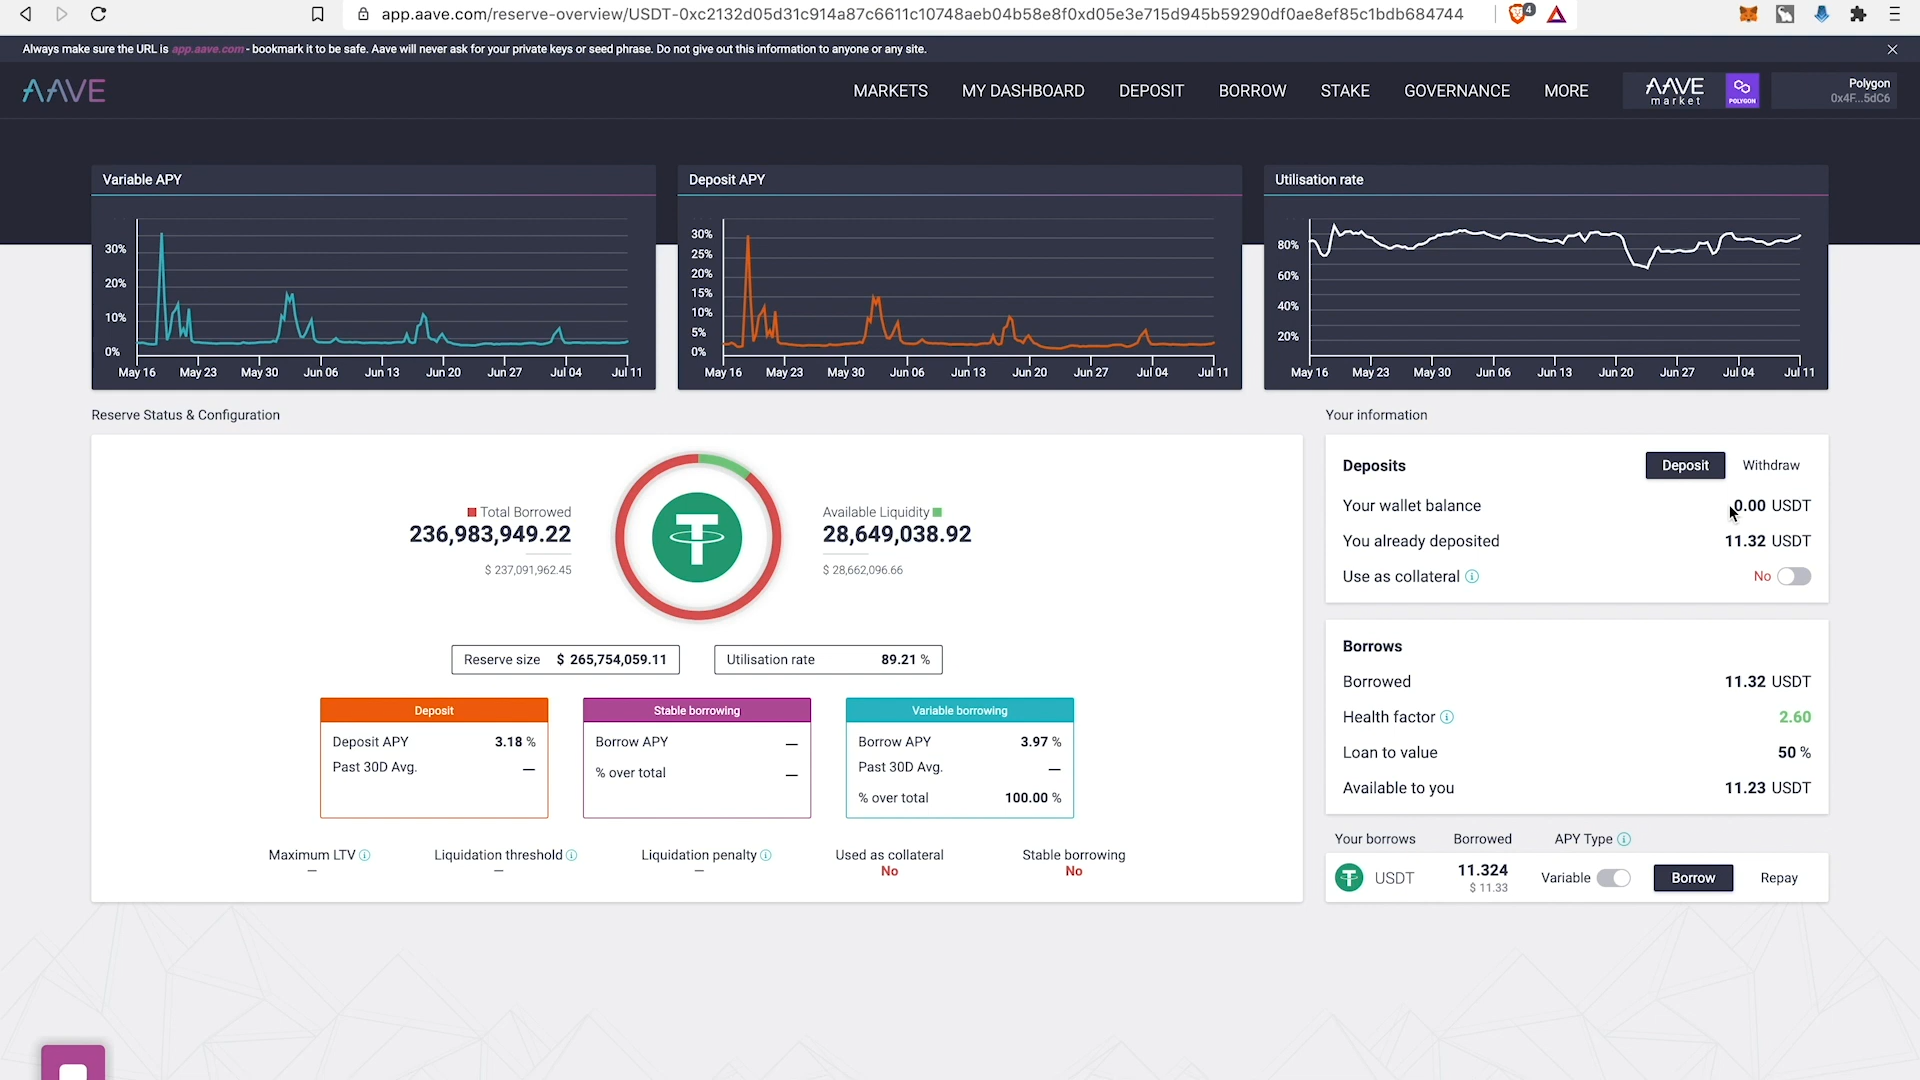 app.aave.com/reserve-overview/USDT-0xc2132d05d31c914a87c6611c10748aeb04b58e8f0xd05e3e715d945b59290df0ae8ef85c1bdb684744
4
Always make sure the URL is app.aave.com - bookmark it to be safe. Aave will never ask for your private keys or seed phrase. Do not give out this information to anyone or any site.
AAVE
MARKETS MY DASHBOARD DEPOSIT BORROW STAKE GOVERNANCE MORE
AAVE market
POLYGON
Polygon
0x4F...5dC6
Variable APY
30%
20%
10%
0%
May 16 May 23 May 30 Jun 06 Jun 13 Jun 20 Jun 27 Jul 04 Jul 11
Deposit APY
30%
25%
20%
15%
10%
5%
0%
May 16 May 23 May 30 Jun 06 Jun 13 Jun 20 Jun 27 Jul 04 Jul 11
Utilisation rate
80%
60%
40%
20%
May 16 May 23 May 30 Jun 06 Jun 13 Jun 20 Jun 27 Jul 04 Jul 11
Reserve Status & Configuration
Total Borrowed
236,983,949.22
$ 237,091,962.45
Available Liquidity
28,649,038.92
$ 28,662,096.66
Reserve size $ 265,754,059.11
Utilisation rate 89.21 %
Deposit
Deposit APY 3.18 %
Past 30D Avg. —
Stable borrowing
Borrow APY —
% over total —
Variable borrowing
Borrow APY 3.97 %
Past 30D Avg. —
% over total 100.00 %
Maximum LTV
—
Liquidation threshold
—
Liquidation penalty
—
Used as collateral
No
Stable borrowing
No
Your information
Deposits Deposit Withdraw
Your wallet balance 0.00 USDT
You already deposited 11.32 USDT
Use as collateral No
Borrows
Borrowed 11.32 USDT
Health factor 2.60
Loan to value 50 %
Available to you 11.23 USDT
Your borrows Borrowed APY Type
USDT 11.324 Variable Borrow Repay
$ 11.33